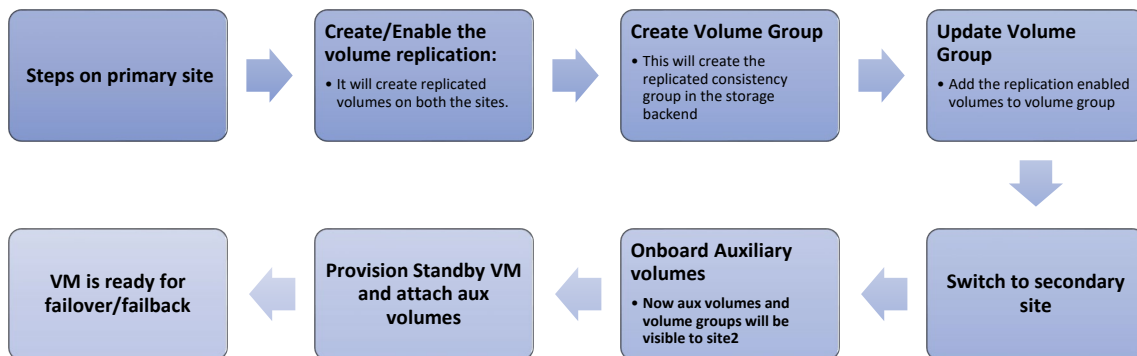 Steps on primary site
Create/Enable the
volume replication:
• It will create replicated
volumes on both the sites.
Create Volume Group
• This will create the
replicated consistency
group in the storage
backend
Update Volume
Group
• Add the replication enabled
volumes to volume group
Switch to secondary
site
Onboard Auxiliary
volumes
• Now aux volumes and
volume groups will be
visible to site2
Provision Standby VM
and attach aux
volumes
VM is ready for
failover/failback